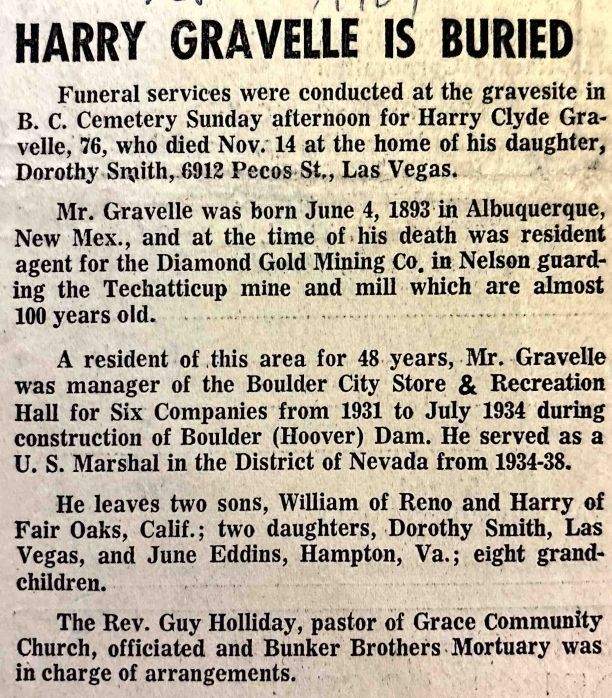 HARRY GRAVELLE IS BURIED
Funeral services were conducted at the gravesite in
B. C. Cemetery Sunday afternoon for Harry Clyde Gra-
velle, 76, who died Nov. 14 at the home of his daughter,
Dorothy Smith, 6912 Pecos St., Las Vegas.
Mr. Gravelle was born June 4, 1893 in Albuquerque,
New Mex., and at the time of his death was resident
agent for the Diamond Gold Mining Co. in Nelson guard-
ing the Techatticup mine and mill which are almost
100 years old.
A resident of this area for 48 years, Mr. Gravelle
was manager of the Boulder City Store & Recreation
Hall for Six Companies from 1931 to July 1934 during
construction of Boulder (Hoover) Dam. He served as a
U. S. Marshal in the District of Nevada from 1934-38.
He leaves two sons, William of Reno and Harry of
Fair Oaks, Calif.; two daughters, Dorothy Smith, Las
Vegas, and June Eddins, Hampton, Va.; eight grand-
children.
The Rev. Guy Holliday, pastor of Grace Community
Church, officiated and Bunker Brothers Mortuary was
in charge of arrangements.